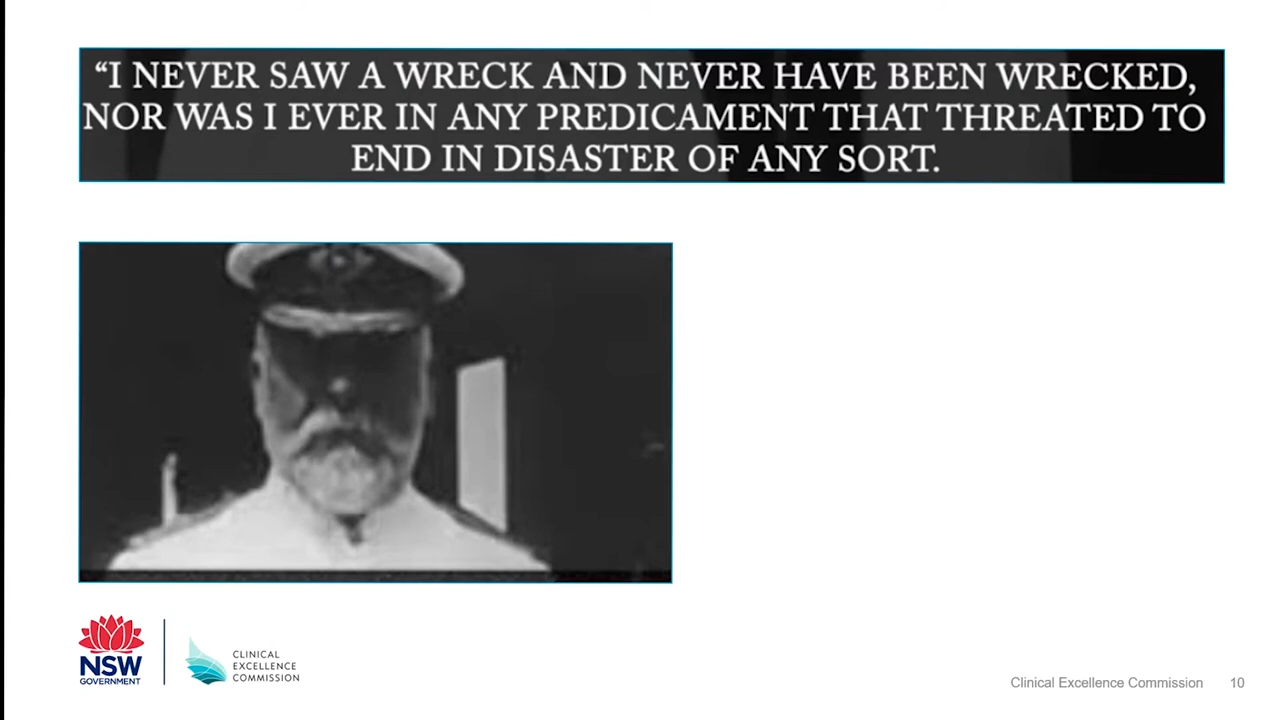 “I NEVER SAW A WRECK AND NEVER HAVE BEEN WRECKED,
NOR WAS I EVER IN ANY PREDICAMENT THAT THREATED TO
END IN DISASTER OF ANY SORT.
NSW
GOVERNMENT
CLINICAL
EXCELLENCE
COMMISSION
Clinical Excellence Commission 10